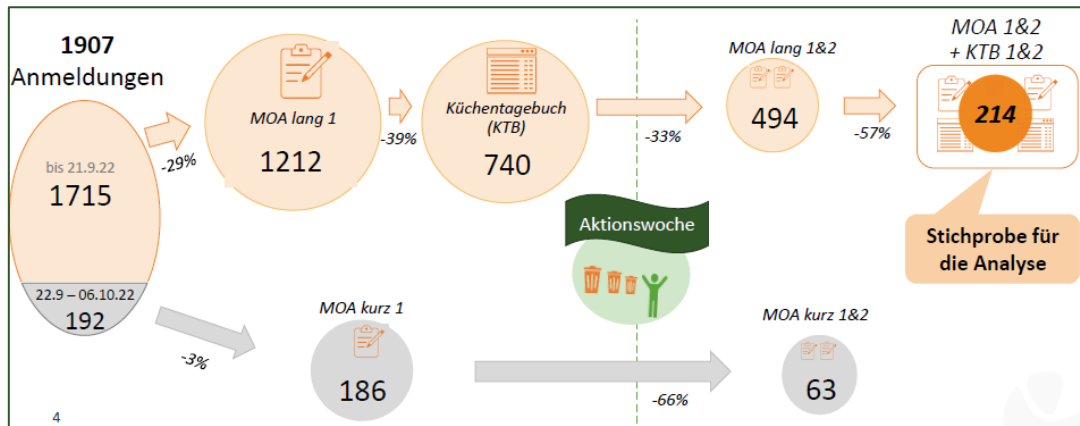 1907
Anmeldungen
bis 21.9.22
1715
22.9 – 06.10.22
192
-29%
MOA lang 1
1212
-39%
Küchentagebuch
(KTB)
740
-33%
MOA lang 1&2
494
-57%
MOA 1&2
+ KTB 1&2
214
Stichprobe für
die Analyse
Aktionswoche
-3%
MOA kurz 1
186
-66%
MOA kurz 1&2
63
4